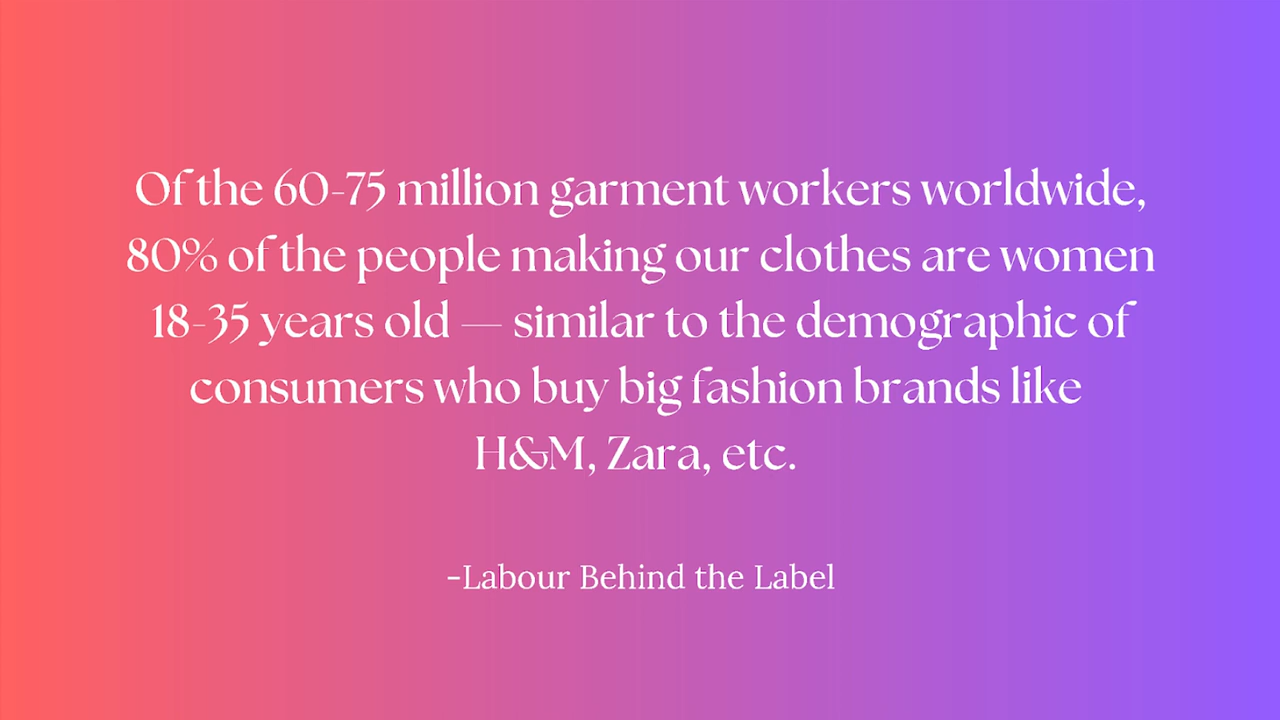 Of the 60-75 million garment workers worldwide,
80% of the people making our clothes are women
18-35 years old — similar to the demographic of
consumers who buy big fashion brands like
H&M, Zara, etc.
-Labour Behind the Label